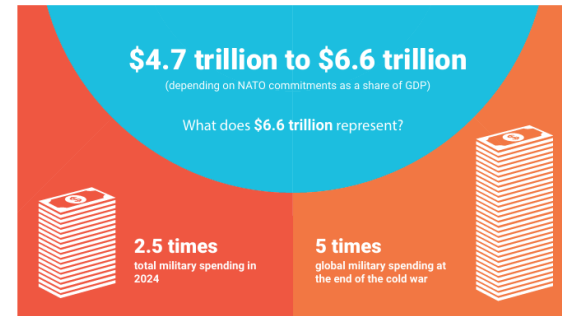 $4.7 trillion to $6.6 trillion
(depending on NATO commitments as a share of GDP)
What does $6.6 trillion represent?
2.5 times
total military spending in
2024
5 times
global military spending at
the end of the cold war